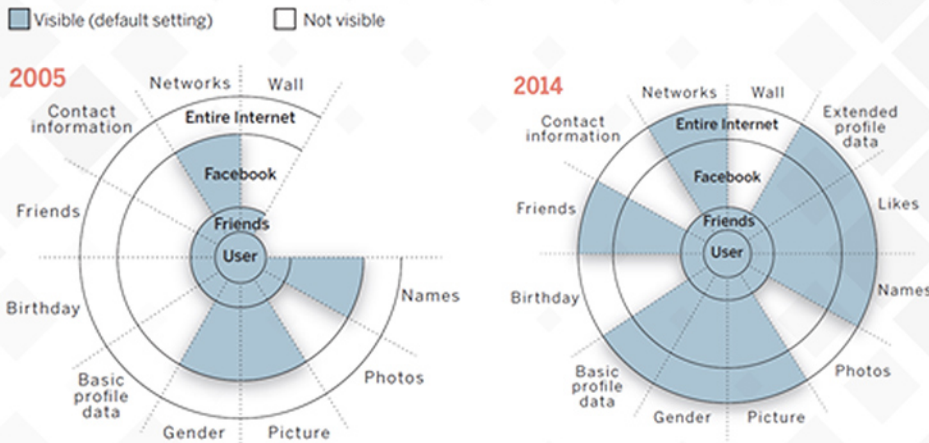 Visible (default setting)
Not visible
2005
Networks
Wall
Contact
information
Entire Internet
Facebook
Friends
Friends
User
Birthday
Names
Basic
profile
data
Photos
Gender
Picture
2014
Networks
Wall
Contact
information
Entire Internet
Extended
profile
data
Facebook
Friends
Likes
Friends
User
Birthday
Names
Basic
profile
data
Photos
Gender
Picture